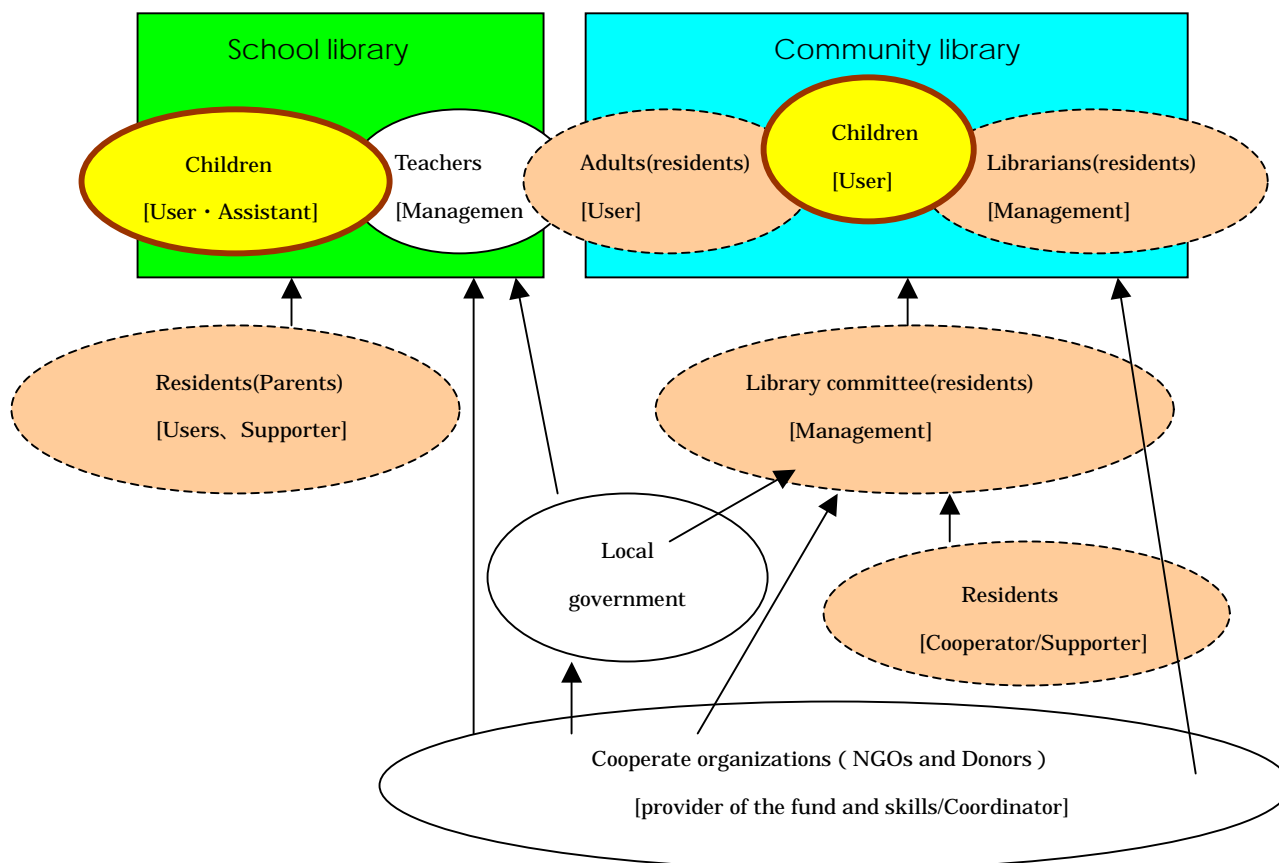 School library
Community library
Children
[User・Assistant]
Teachers
[Managemen
Adults(residents)
[User]
Children
[User]
Librarians(residents)
[Management]
Residents(Parents)
[Users、Supporter]
Library committee(residents)
[Management]
Local
government
Residents
[Cooperator/Supporter]
Cooperate organizations ( NGOs and Donors )
[provider of the fund and skills/Coordinator]